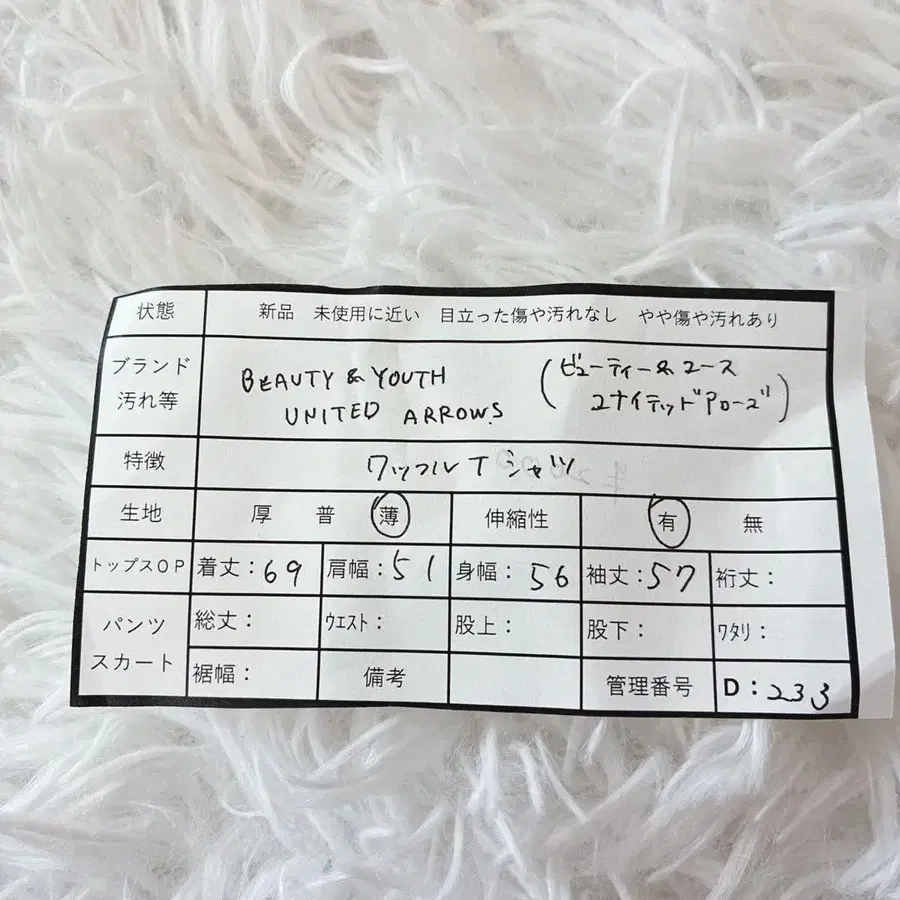 状態 新品 未使用に近い 目立った傷や汚れなし やや傷や汚れあり
ブランド 汚れ等 BEAUTY & YOUTH UNITED ARROWS. (ビューティー&ユース ユナイテッドアローズ)
特徴 ワッフルTシャツ
生地 厚 普 薄 伸縮性 有 無
トップスOP 着丈:69 肩幅:51 身幅:56 袖丈:57 裄丈:
パンツ スカート 総丈: ウエスト: 股上: 股下: ワタリ:
裾幅: 備考 管理番号 D:233